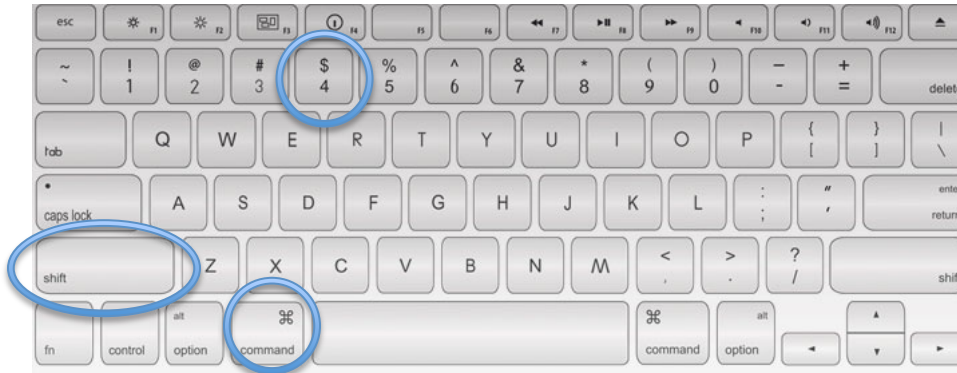 esc F1 F2 F3 F4 F5 F6 F7 F8 F9 F10 F11 F12
~ ! @ # $ % ^ & * ( ) — +
` 1 2 3 4 5 6 7 8 9 0 - = delete
tab Q W E R T Y U I O P { [ } ] | \
caps lock A S D F G H J K L : ; " ' enter return
shift Z X C V B N M < , > . ? / shift
fn control alt option ⌘ command ⌘ command alt option ◄ ▲ ▼ ►